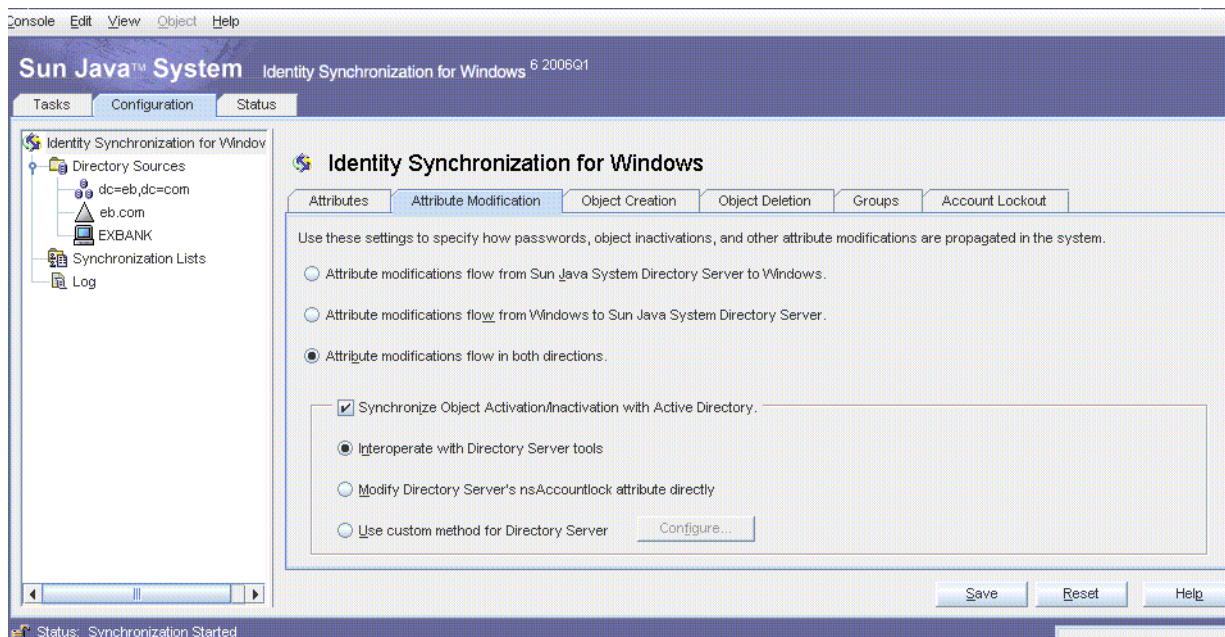 Console Edit View Object Help
Sun Java™ System Identity Synchronization for Windows 6 2006Q1
Tasks Configuration Status
Identity Synchronization for Window
Directory Sources
dc=eb,dc=com
eb.com
EXBANK
Synchronization Lists
Log
Identity Synchronization for Windows
Attributes Attribute Modification Object Creation Object Deletion Groups Account Lockout
Use these settings to specify how passwords, object inactivations, and other attribute modifications are propagated in the system.
Attribute modifications flow from Sun Java System Directory Server to Windows.
Attribute modifications flow from Windows to Sun Java System Directory Server.
Attribute modifications flow in both directions.
Synchronize Object Activation/Inactivation with Active Directory.
Interoperate with Directory Server tools
Modify Directory Server's nsAccountlock attribute directly
Use custom method for Directory Server Configure...
Save Reset Help
Status: Synchronization Started